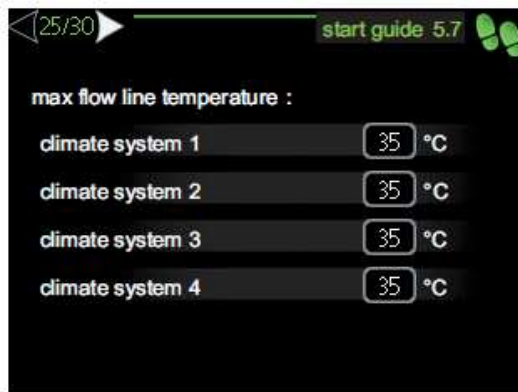 25/30
start guide 5.7
max flow line temperature :
climate system 1 35 °C
climate system 2 35 °C
climate system 3 35 °C
climate system 4 35 °C